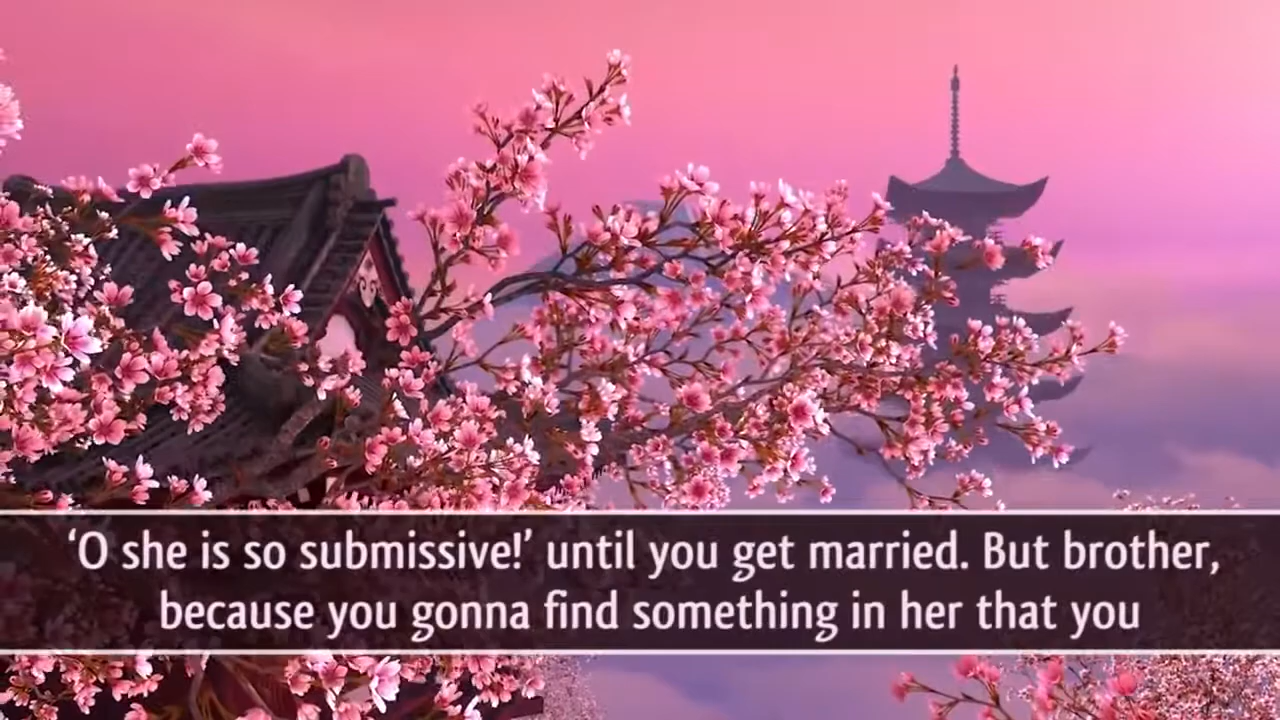 ‘O she is so submissive!’ until you get married. But brother,
because you gonna find something in her that you